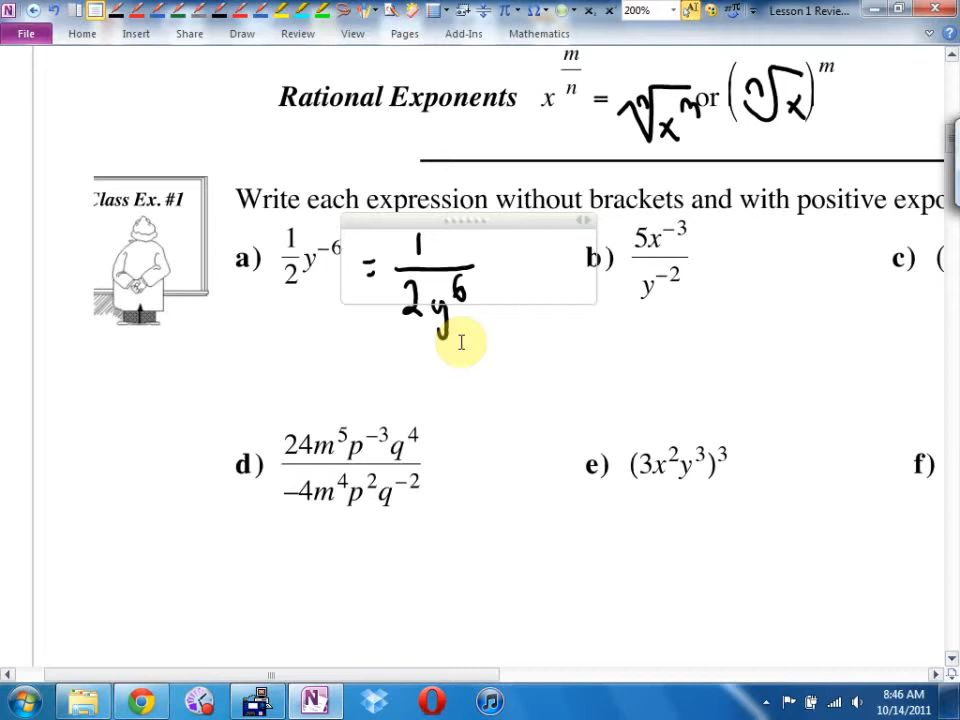 200%
Lesson 1 Revie...
File Home Insert Share Draw Review View Pages Add-Ins Mathematics
Rational Exponents x^(m/n) = ⁿ√x^m or (ⁿ√x)^m
Class Ex. #1
Write each expression without brackets and with positive expo
a) 1/2 y^−6 = 1/(2y^6)
b) 5x^−3/y^−2
c) (
d) 24m^5p^−3q^4/−4m^4p^2q^−2
e) (3x^2y^3)^3
f)
8:46 AM
10/14/2011